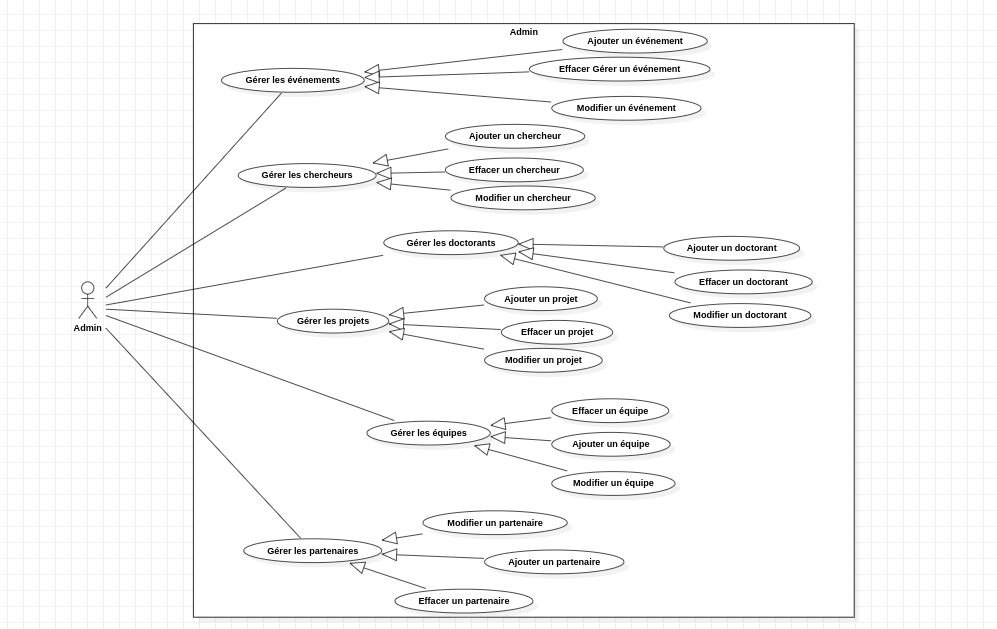 Admin
Ajouter un événement
Gérer les événements
Effacer Gérer un événement
Modifier un événement
Ajouter un chercheur
Gérer les chercheurs
Effacer un chercheur
Modifier un chercheur
Gérer les doctorants
Ajouter un doctorant
Effacer un doctorant
Modifier un doctorant
Admin
Gérer les projets
Ajouter un projet
Effacer un projet
Modifier un projet
Gérer les équipes
Effacer un équipe
Ajouter un équipe
Modifier un équipe
Gérer les partenaires
Modifier un partenaire
Ajouter un partenaire
Effacer un partenaire